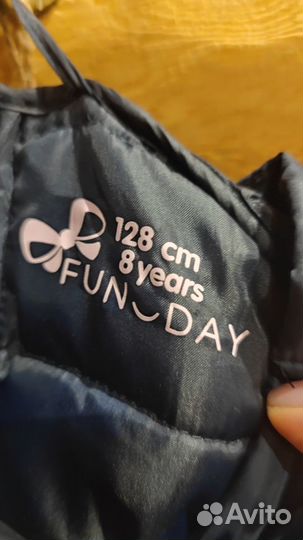 128 cm
8 years
FUN DAY
Avito